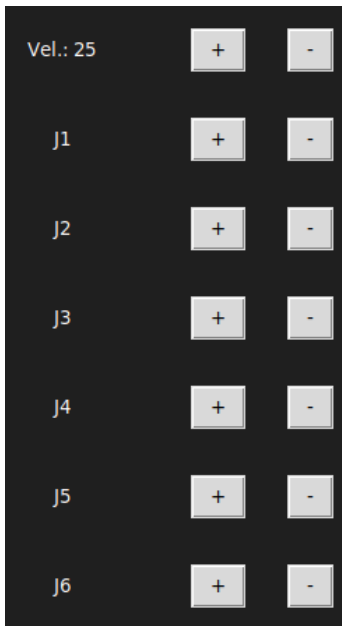 Vel.: 25 + -
J1 + -
J2 + -
J3 + -
J4 + -
J5 + -
J6 + -